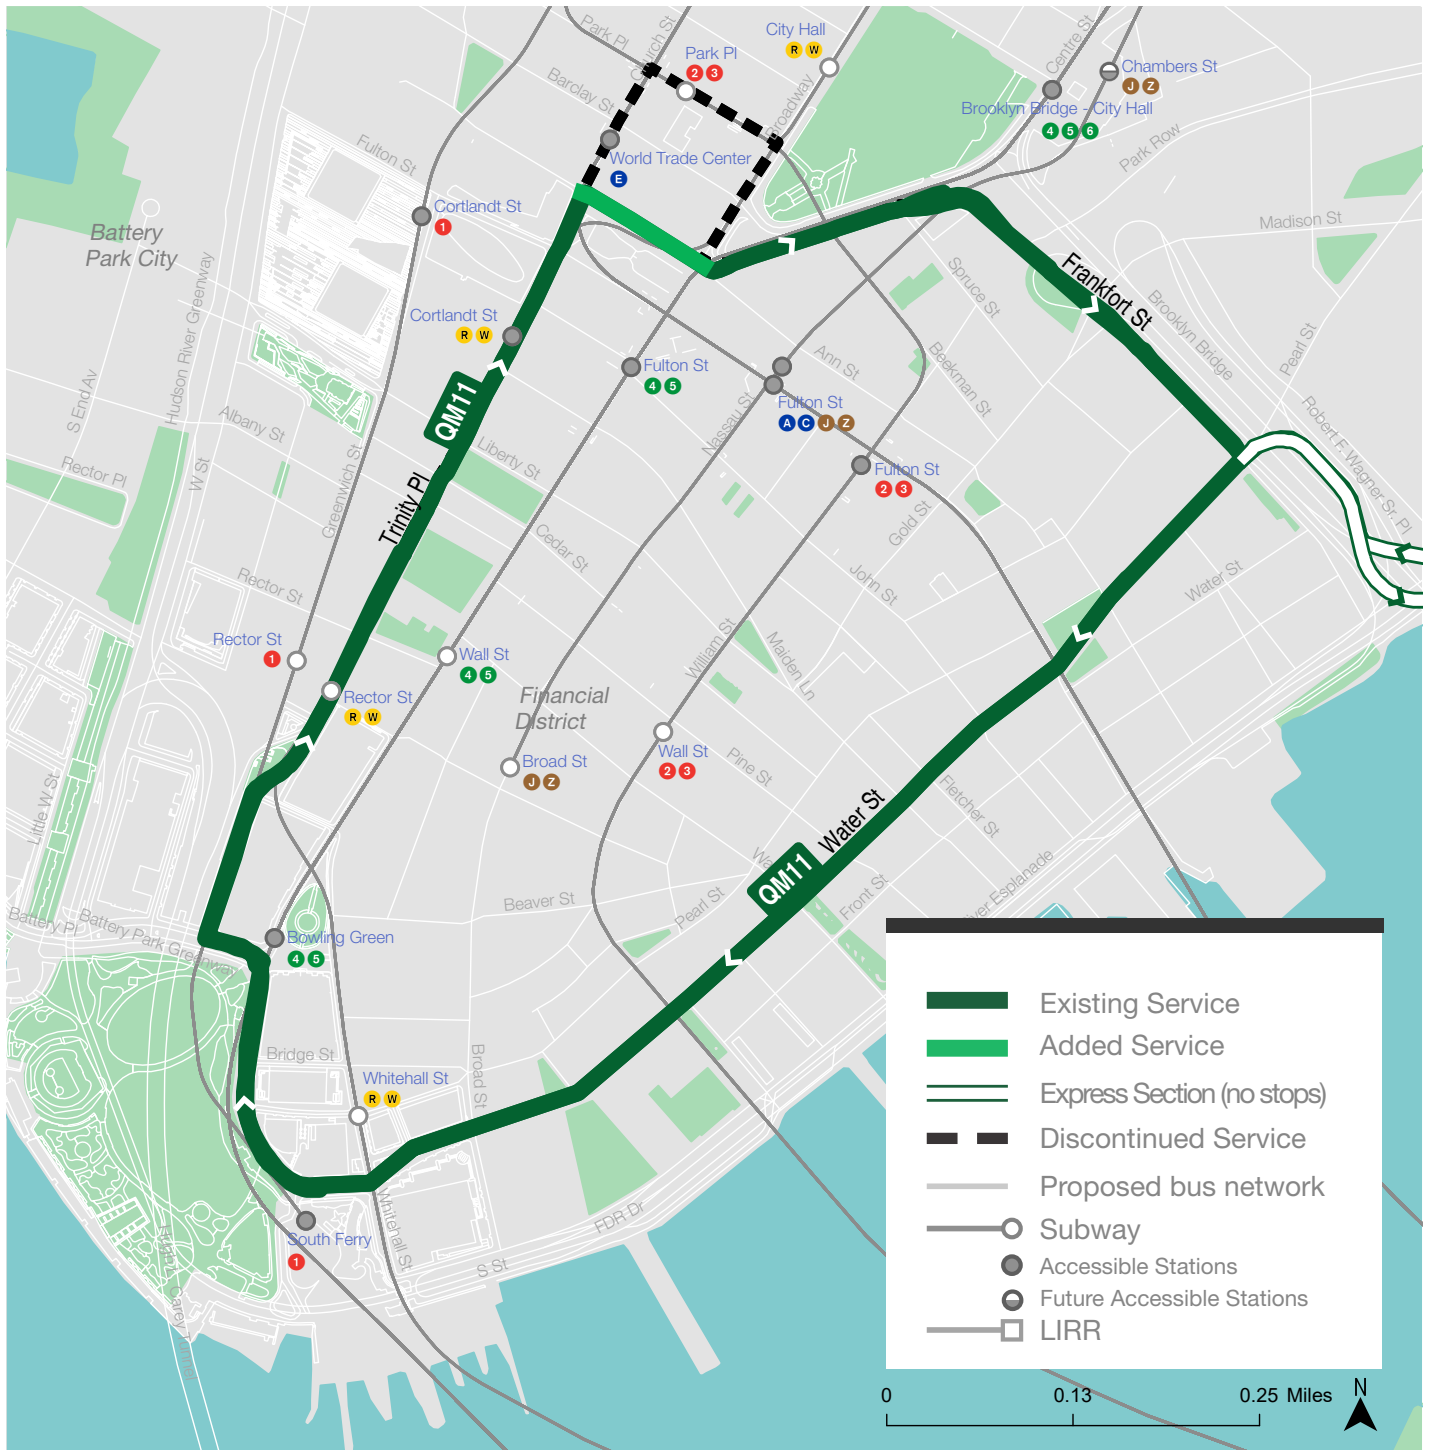 Park Pl
Church St
Park Pl
2 3
City Hall
R W
Centre St
Chambers St
J Z
Barclay St
Broadway
Brooklyn Bridge - City Hall
4 5 6
Park Row
Fulton St
World Trade Center
E
Cortlandt St
1
Madison St
Battery
Park City
Hudson River Greenway
Spruce St
Frankfort St
Brooklyn Bridge
Pearl St
Cortlandt St
R W
Ann St
Beekman St
Fulton St
4 5
S End Av
Albany St
QM11
Nassau St
Fulton St
A C J Z
Robert F. Wagner Sr. Pl
Rector Pl
W St
Greenwich St
Liberty St
Fulton St
2 3
Trinity Pl
Cedar St
Gold St
Rector St
John St
Water St
Rector St
1
Wall St
4 5
William St
Maiden Ln
Rector St
R W
Financial
District
Broad St
J Z
Wall St
2 3
Pine St
Little W St
Water St
Fletcher St
QM11
Beaver St
Pearl St
Front St
Battery Pl
Battery Park Greenway
Bowling Green
4 5
Bridge St
Whitehall St
R W
Broad St
South Ferry
1
Whitehall St
S St
FDR Dr
Existing Service
Added Service
Express Section (no stops)
Discontinued Service
Proposed bus network
Subway
Accessible Stations
Future Accessible Stations
LIRR
0 0.13 0.25 Miles
N